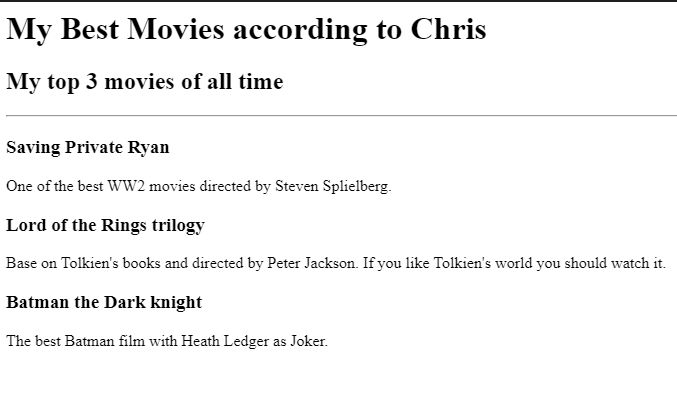 My Best Movies according to Chris
My top 3 movies of all time
Saving Private Ryan
One of the best WW2 movies directed by Steven Splielberg.
Lord of the Rings trilogy
Base on Tolkien's books and directed by Peter Jackson. If you like Tolkien's world you should watch it.
Batman the Dark knight
The best Batman film with Heath Ledger as Joker.